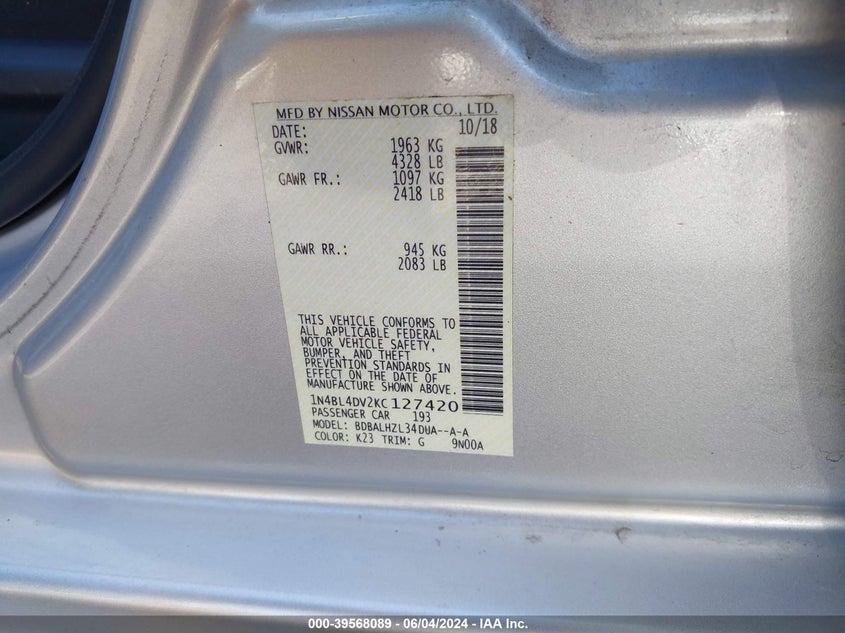 MFD BY NISSAN MOTOR CO., LTD.
DATE: 10/18
GVWR: 1963 KG
4328 LB
GAWR FR.: 1097 KG
2418 LB
GAWR RR.: 945 KG
2083 LB
THIS VEHICLE CONFORMS TO
ALL APPLICABLE FEDERAL
MOTOR VEHICLE SAFETY,
BUMPER, AND THEFT
PREVENTION STANDARDS IN
EFFECT ON THE DATE OF
MANUFACTURE SHOWN ABOVE.
1N4BL4DV2KC127420
PASSENGER CAR 193
MODEL: BDBALHZL34DUA--A-A
COLOR: K23 TRIM: G 9N00A
000-39568089 - 06/04/2024 - IAA Inc.